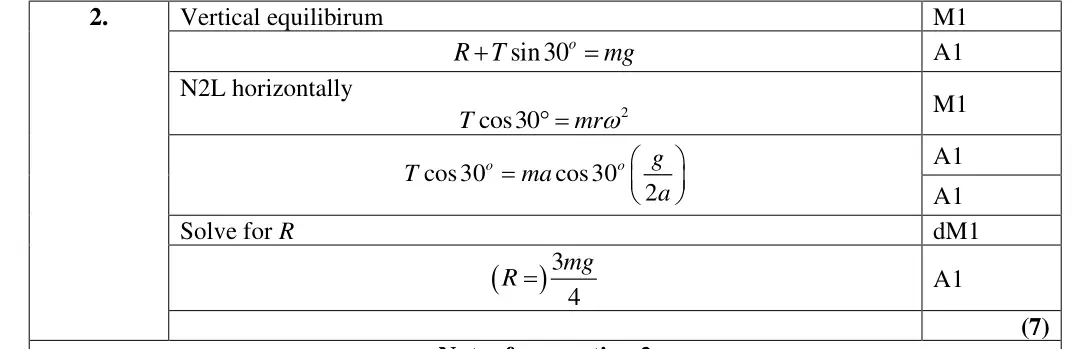 2. Vertical equilibirum M1
R + T sin 30^o = mg A1
N2L horizontally
T cos 30° = mrω² M1
T cos 30^o = ma cos 30^o (g/2a) A1
A1
Solve for R dM1
(R =) 3mg/4 A1
(7)